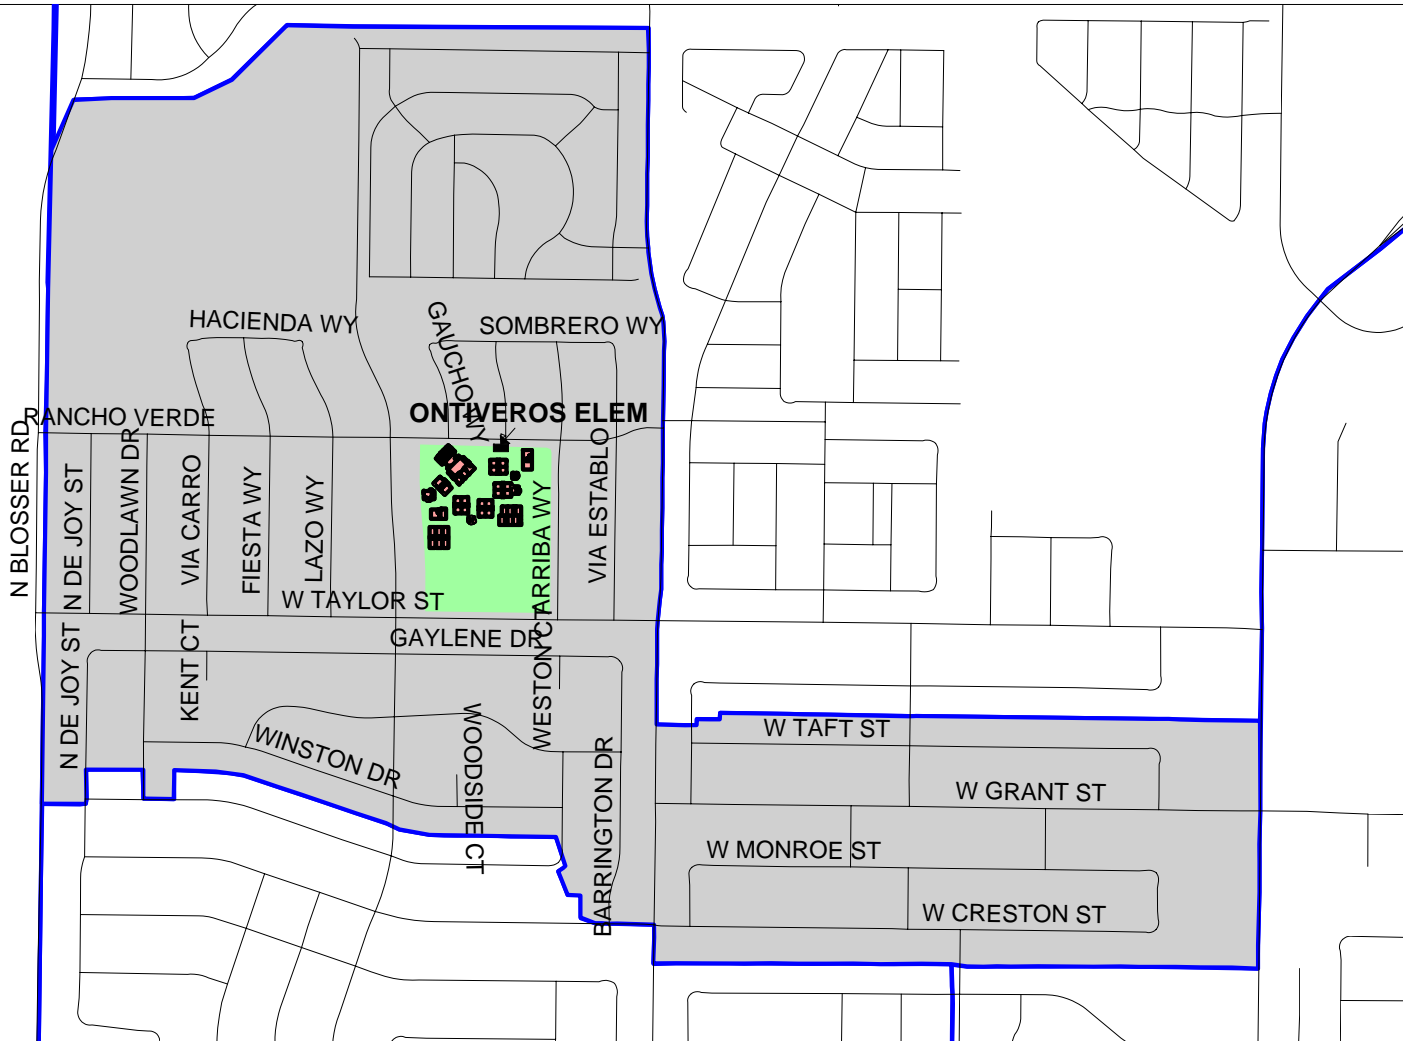 HACIENDA WY
GAUCHO WY
SOMBRERO WY
RANCHO VERDE
ONTIVEROS ELEM
N BLOSSER RD
N DE JOY ST
WOODLAWN DR
VIA CARRO
FIESTA WY
LAZO WY
ARRIBA WY
VIA ESTABLO
W TAYLOR ST
GAYLENE DR
N DE JOY ST
KENT CT
WESTON CT
WINSTON DR
WOODSIDE CT
BARRINGTON DR
W TAFT ST
W GRANT ST
W MONROE ST
W CRESTON ST